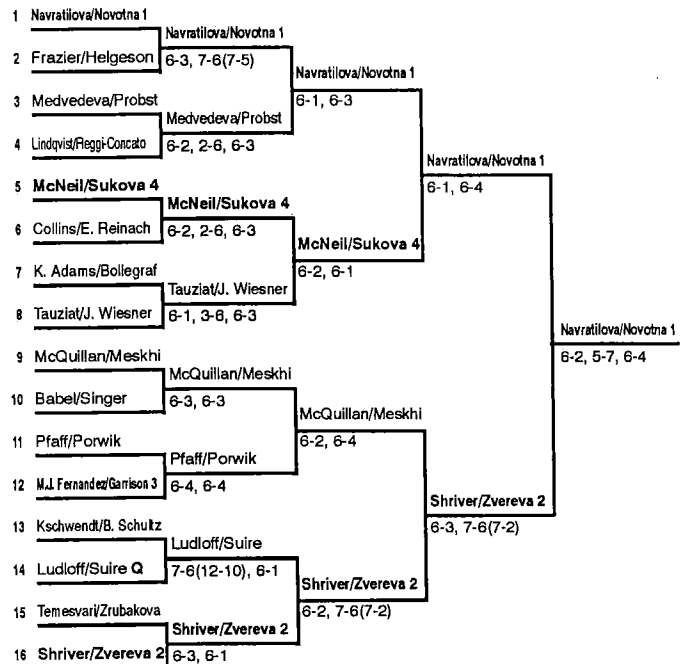 1 Navratilova/Novotna 1
Navratilova/Novotna 1
2 Frazier/Helgeson
6-3, 7-6(7-5)
Navratilova/Novotna 1
6-1, 6-3
3 Medvedeva/Probst
Medvedeva/Probst
4 Lindqvist/Reggi-Concato
6-2, 2-6, 6-3
Navratilova/Novotna 1
6-1, 6-4
5 McNeil/Sukova 4
McNeil/Sukova 4
6 Collins/E. Reinach
6-2, 2-6, 6-3
McNeil/Sukova 4
6-2, 6-1
7 K. Adams/Bollegraf
Tauziat/J. Wiesner
8 Tauziat/J. Wiesner
6-1, 3-6, 6-3
Navratilova/Novotna 1
6-2, 5-7, 6-4
9 McQuillan/Meskhi
McQuillan/Meskhi
10 Babel/Singer
6-3, 6-3
McQuillan/Meskhi
6-2, 6-4
11 Pfaff/Porwik
Pfaff/Porwik
12 M.J. Fernandez/Garrison 3
6-4, 6-4
Shriver/Zvereva 2
6-3, 7-6(7-2)
13 Kschwendt/B. Schultz
Ludloff/Suire
14 Ludloff/Suire Q
7-6(12-10), 6-1
Shriver/Zvereva 2
6-2, 7-6(7-2)
15 Temesvari/Zrubakova
Shriver/Zvereva 2
16 Shriver/Zvereva 2
6-3, 6-1